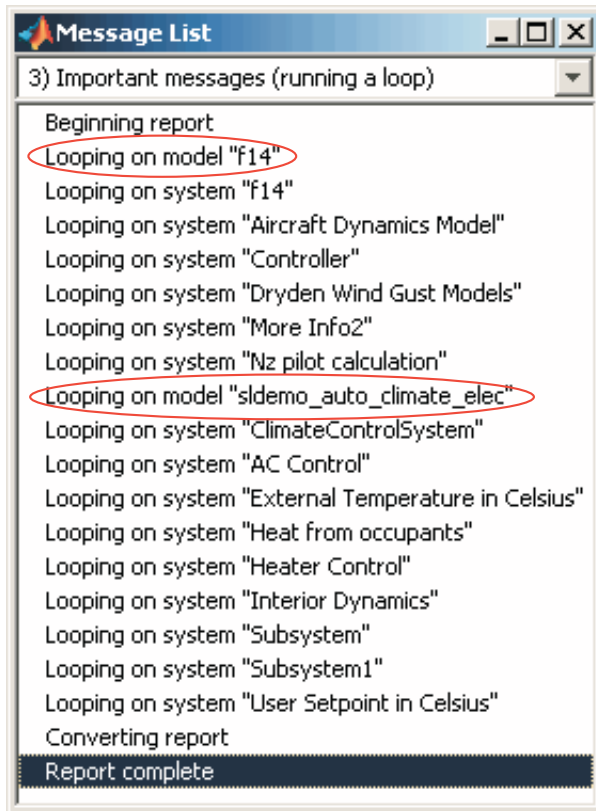 Message List
3) Important messages (running a loop)
Beginning report
Looping on model "f14"
Looping on system "f14"
Looping on system "Aircraft Dynamics Model"
Looping on system "Controller"
Looping on system "Dryden Wind Gust Models"
Looping on system "More Info2"
Looping on system "Nz pilot calculation"
Looping on model "sldemo_auto_climate_elec"
Looping on system "ClimateControlSystem"
Looping on system "AC Control"
Looping on system "External Temperature in Celsius"
Looping on system "Heat from occupants"
Looping on system "Heater Control"
Looping on system "Interior Dynamics"
Looping on system "Subsystem"
Looping on system "Subsystem1"
Looping on system "User Setpoint in Celsius"
Converting report
Report complete